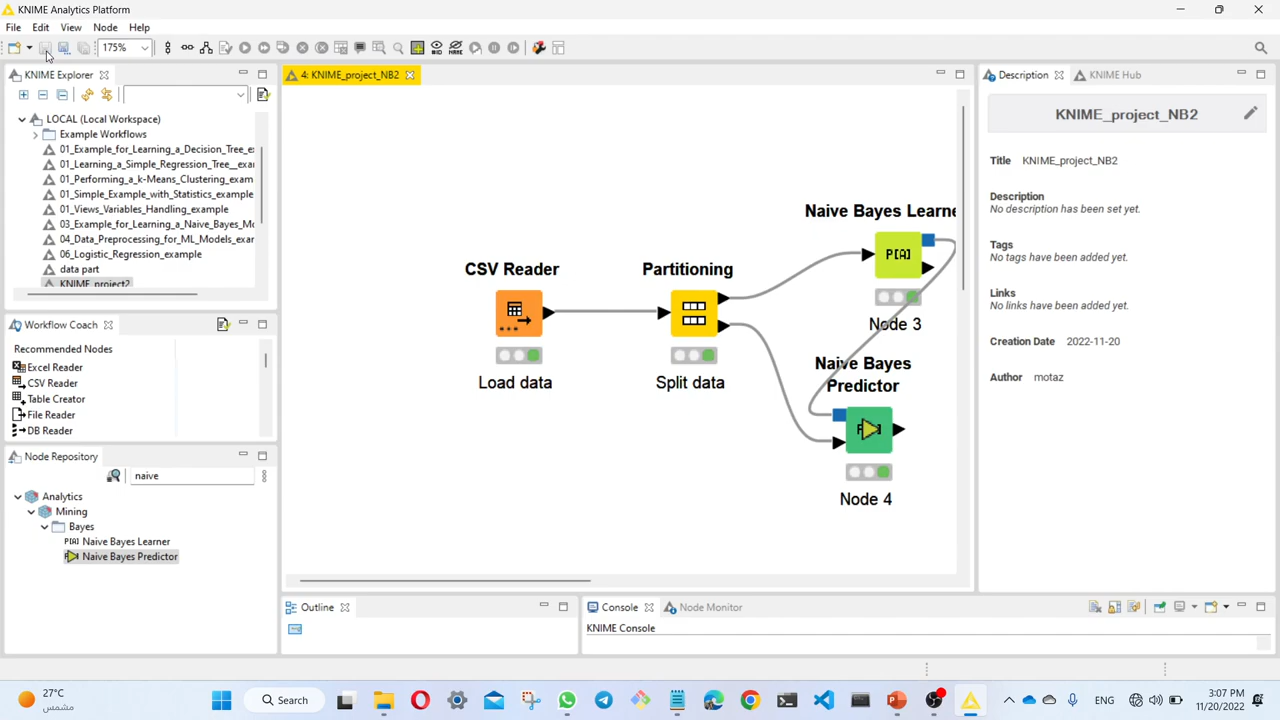 KNIME Analytics Platform
File Edit View Node Help
175%
KNIME Explorer
4: KNIME_project_NB2
Description
KNIME Hub
LOCAL (Local Workspace)
Example Workflows
01_Example_for_Learning_a_Decision_Tree_e
01_Learning_a_Simple_Regression_Tree__exar
01_Performing_a_k-Means_Clustering_exam
01_Simple_Example_with_Statistics_example
01_Views_Variables_Handling_example
03_Example_for_Learning_a_Naive_Bayes_Mo
04_Data_Preprocessing_for_ML_Models_exam
06_Logistic_Regression_example
data part
KNIME_project2
KNIME_project_NB2
Title KNIME_project_NB2
Description
No description has been set yet.
Tags
No tags have been added yet.
Links
No links have been added yet.
Creation Date 2022-11-20
Author motaz
Naive Bayes Learne
P[A]
Node 3
CSV Reader
Load data
Partitioning
Split data
Naive Bayes
Predictor
Node 4
Workflow Coach
Recommended Nodes
Excel Reader
CSV Reader
Table Creator
File Reader
DB Reader
Node Repository
naive
Analytics
Mining
Bayes
P[A] Naive Bayes Learner
Naive Bayes Predictor
Outline
Console
Node Monitor
KNIME Console
27°C
مشمس
Search
ENG
3:07 PM
11/20/2022